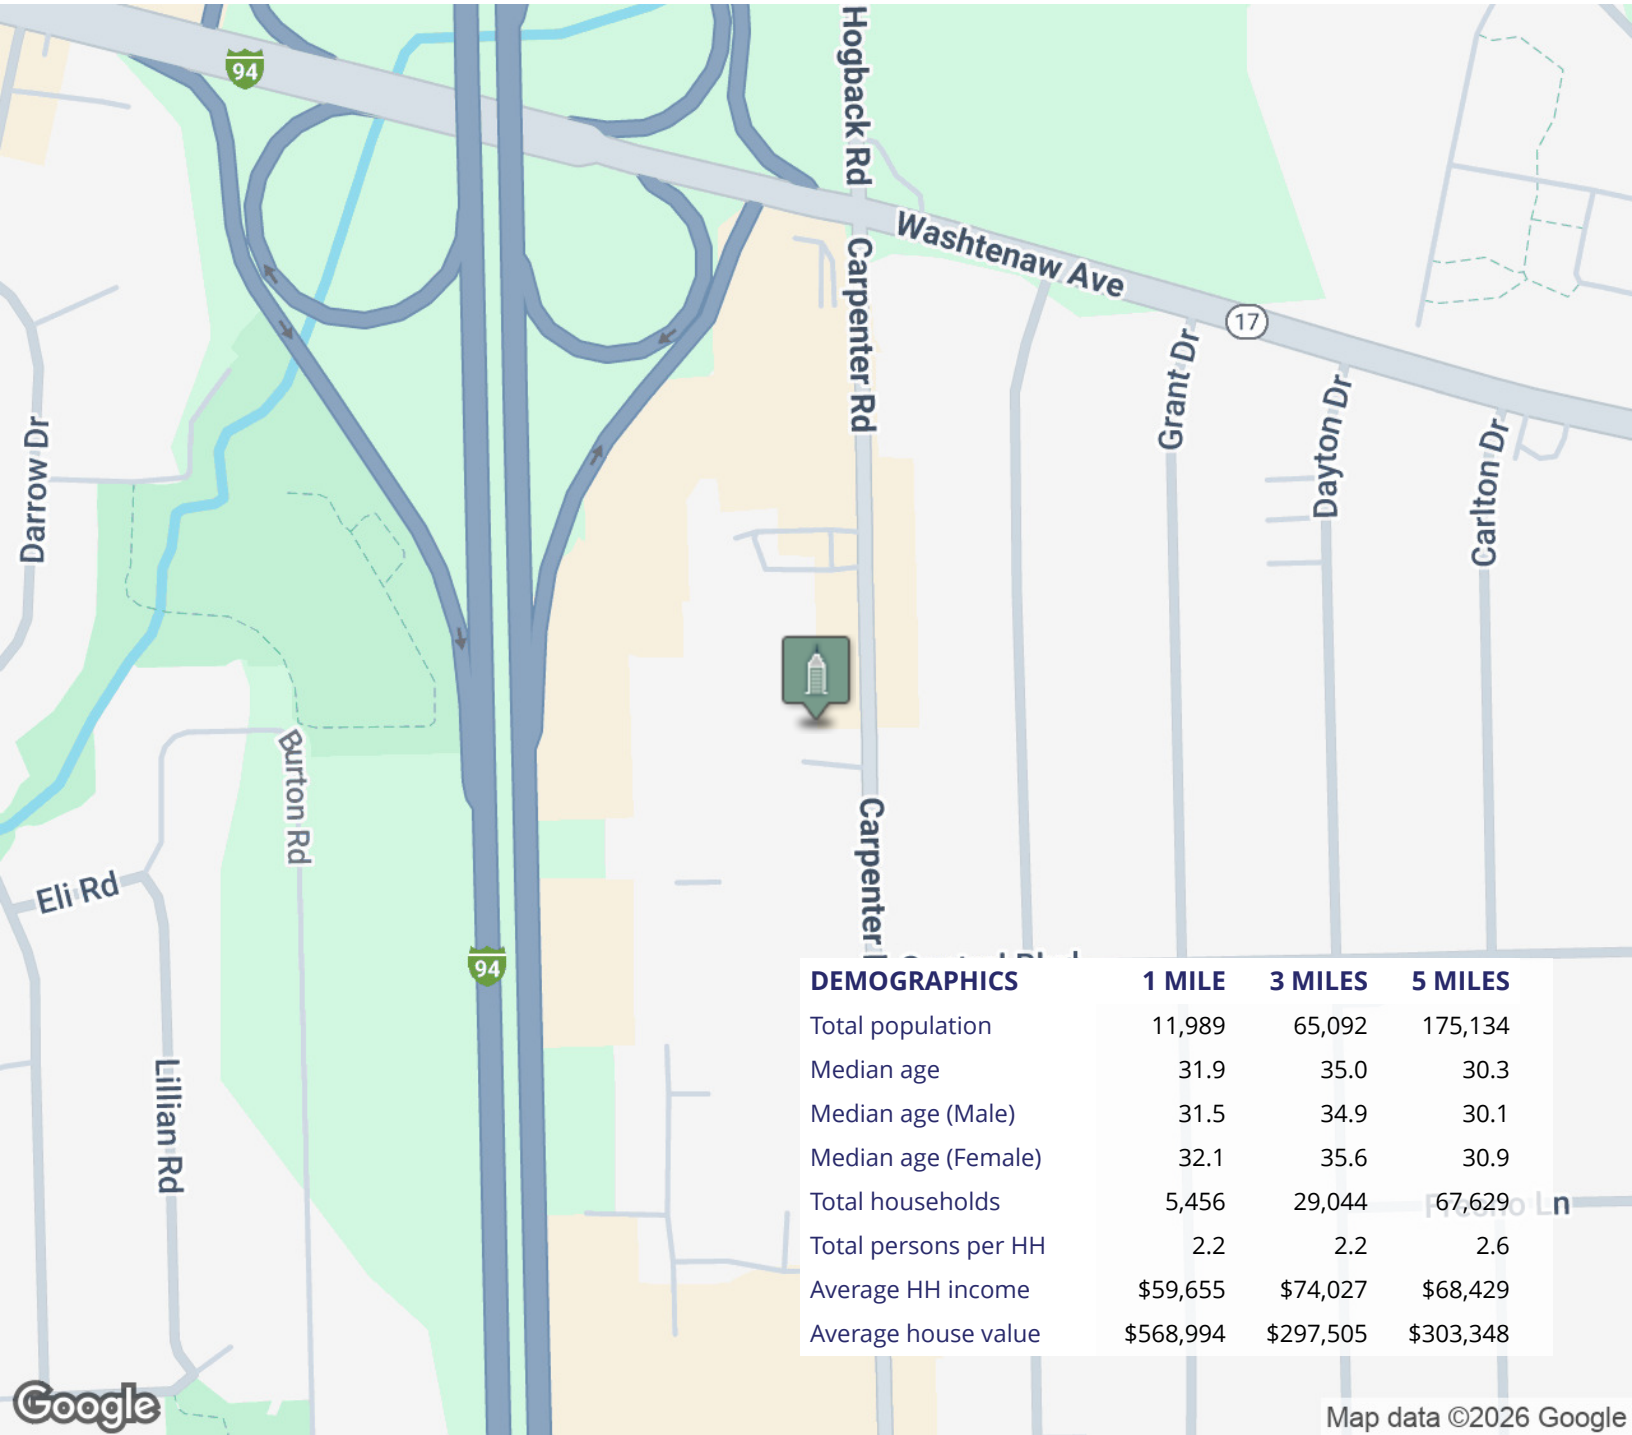 94
Hogback Rd
Washtenaw Ave
Carpenter Rd
17
Grant Dr
Dayton Dr
Carlton Dr
Darrow Dr
Burton Rd
Eli Rd
Carpenter
94
Lillian Rd
DEMOGRAPHICS 1 MILE 3 MILES 5 MILES
Total population 11,989 65,092 175,134
Median age 31.9 35.0 30.3
Median age (Male) 31.5 34.9 30.1
Median age (Female) 32.1 35.6 30.9
Total households 5,456 29,044 67,629
Ln
Total persons per HH 2.2 2.2 2.6
Average HH income $59,655 $74,027 $68,429
Average house value $568,994 $297,505 $303,348
Google
Map data ©2026 Google